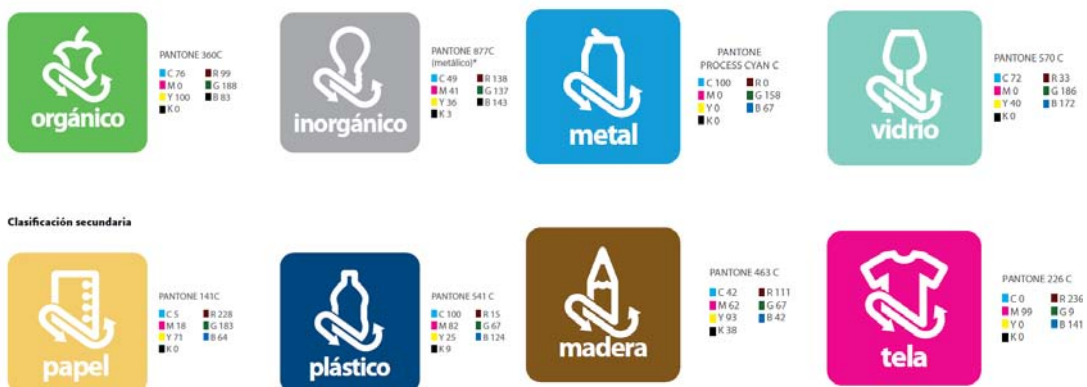 orgánico
PANTONE 360C
C 76 R 99
M 0 G 188
Y 100 B 83
K 0
inorgánico
PANTONE 877C
(metálico)*
C 49 R 138
M 41 G 137
Y 36 B 143
K 3
metal
PANTONE
PROCESS CYAN C
C 100 R 0
M 0 G 158
Y 0 B 67
K 0
vidrio
PANTONE 570 C
C 72 R 33
M 0 G 186
Y 40 B 172
K 0
Clasificación secundaria
papel
PANTONE 141C
C 5 R 228
M 18 G 183
Y 71 B 64
K 0
plástico
PANTONE 541 C
C 100 R 15
M 82 G 67
Y 25 B 124
K 9
madera
PANTONE 463 C
C 42 R 111
M 62 G 67
Y 93 B 42
K 38
tela
PANTONE 226 C
C 0 R 236
M 99 G 9
Y 0 B 141
K 0